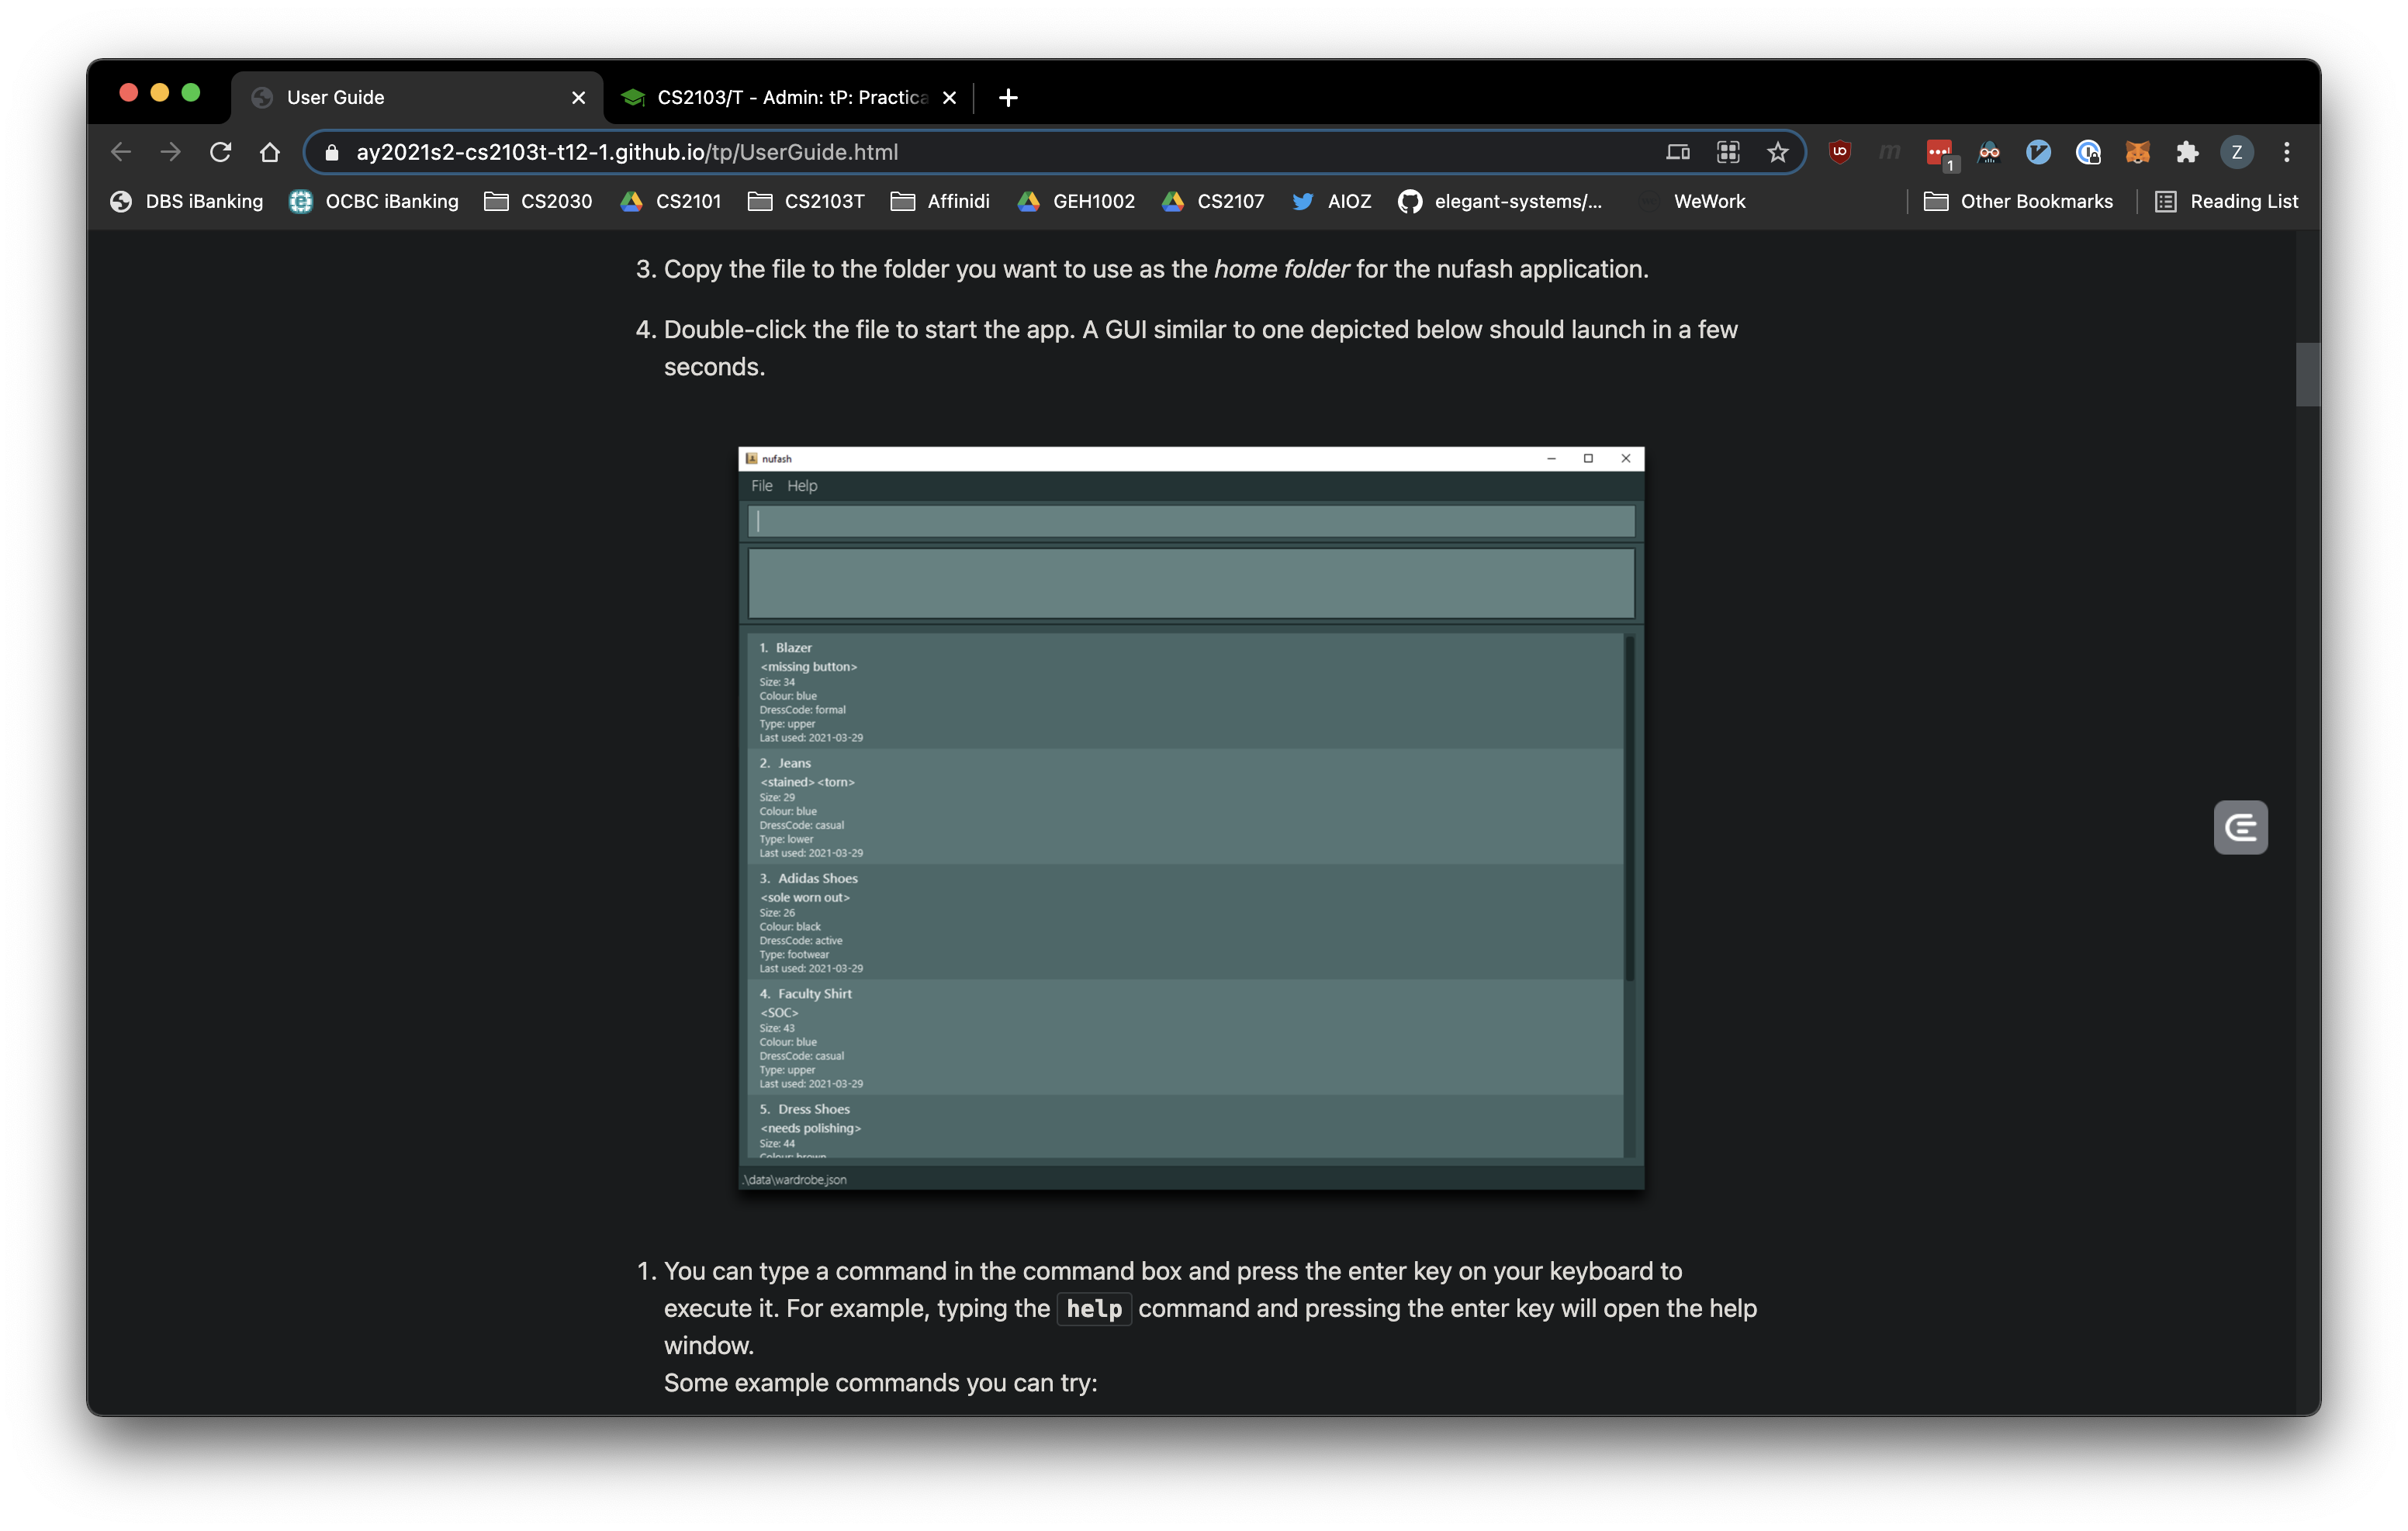 User Guide
CS2103/T - Admin: tP: Practica
ay2021s2-cs2103t-t12-1.github.io/tp/UserGuide.html
1
Z
DBS iBanking
OCBC iBanking
CS2030
CS2101
CS2103T
Affinidi
GEH1002
CS2107
AIOZ
elegant-systems/...
WeWork
Other Bookmarks
Reading List
3. Copy the file to the folder you want to use as the home folder for the nufash application.
4. Double-click the file to start the app. A GUI similar to one depicted below should launch in a few
seconds.
nufash
File Help
1. Blazer
<missing button>
Size: 34
Colour: blue
DressCode: formal
Type: upper
Last used: 2021-03-29
2. Jeans
<stained> <torn>
Size: 29
Colour: blue
DressCode: casual
Type: lower
Last used: 2021-03-29
3. Adidas Shoes
<sole worn out>
Size: 26
Colour: black
DressCode: active
Type: footwear
Last used: 2021-03-29
4. Faculty Shirt
<SOC>
Size: 43
Colour: blue
DressCode: casual
Type: upper
Last used: 2021-03-29
5. Dress Shoes
<needs polishing>
Size: 44
Colour: brown
.\data\wardrobe.json
1. You can type a command in the command box and press the enter key on your keyboard to
execute it. For example, typing the help command and pressing the enter key will open the help
window.
Some example commands you can try: